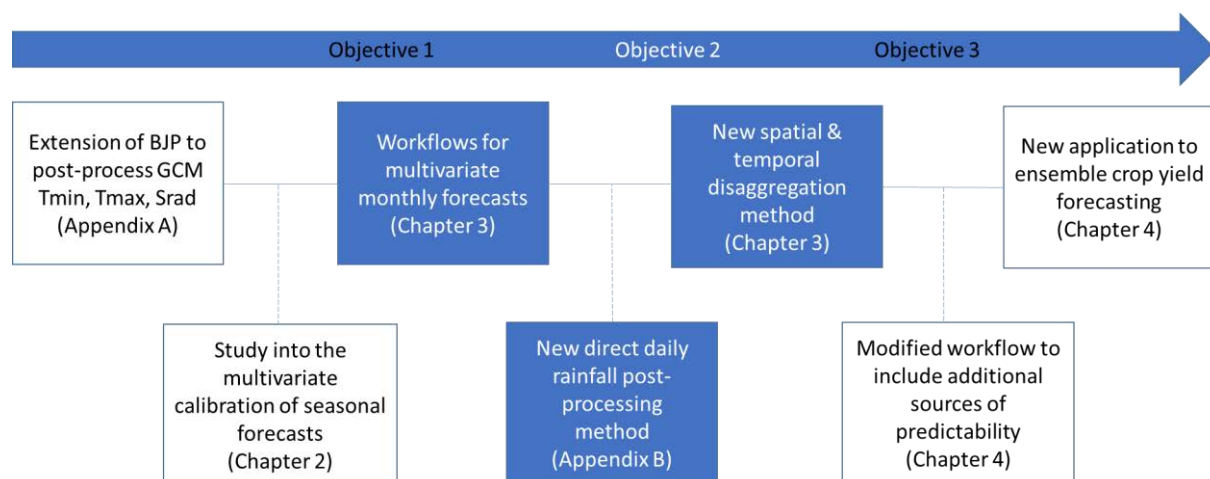 Objective 1
Objective 2
Objective 3
Extension of BJP to
post-process GCM
Tmin, Tmax, Srad
(Appendix A)
Workflows for
multivariate
monthly forecasts
(Chapter 3)
New spatial &
temporal
disaggregation
method
(Chapter 3)
New application to
ensemble crop yield
forecasting
(Chapter 4)
Study into the
multivariate
calibration of seasonal
forecasts
(Chapter 2)
New direct daily
rainfall post-
processing
method
(Appendix B)
Modified workflow to
include additional
sources of
predictability
(Chapter 4)